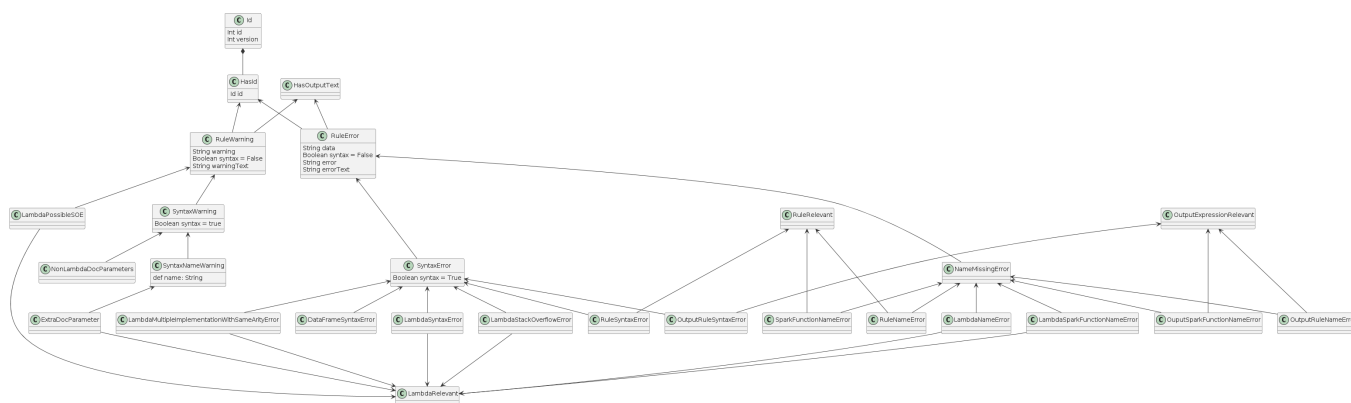 C Id
Int id
Int version
C HasId
Id id
C HasOutputText
C RuleWarning
String warning
Boolean syntax = False
String warningText
C RuleError
String data
Boolean syntax = False
String error
String errorText
C LambdaPossibleSOE
C SyntaxWarning
Boolean syntax = true
C RuleRelevant
C OutputExpressionRelevant
C NonLambdaDocParameters
C SyntaxNameWarning
def name: String
C SyntaxError
Boolean syntax = True
C NameMissingError
C ExtraDocParameter
C LambdaMultipleImplementationWithSameArityError
C DataFrameSyntaxError
C LambdaSyntaxError
C LambdaStackOverflowError
C RuleSyntaxError
C OutputRuleSyntaxError
C SparkFunctionNameError
C RuleNameError
C LambdaNameError
C LambdaSparkFunctionNameError
C OuputSparkFunctionNameError
C OutputRuleNameErr
C LambdaRelevant